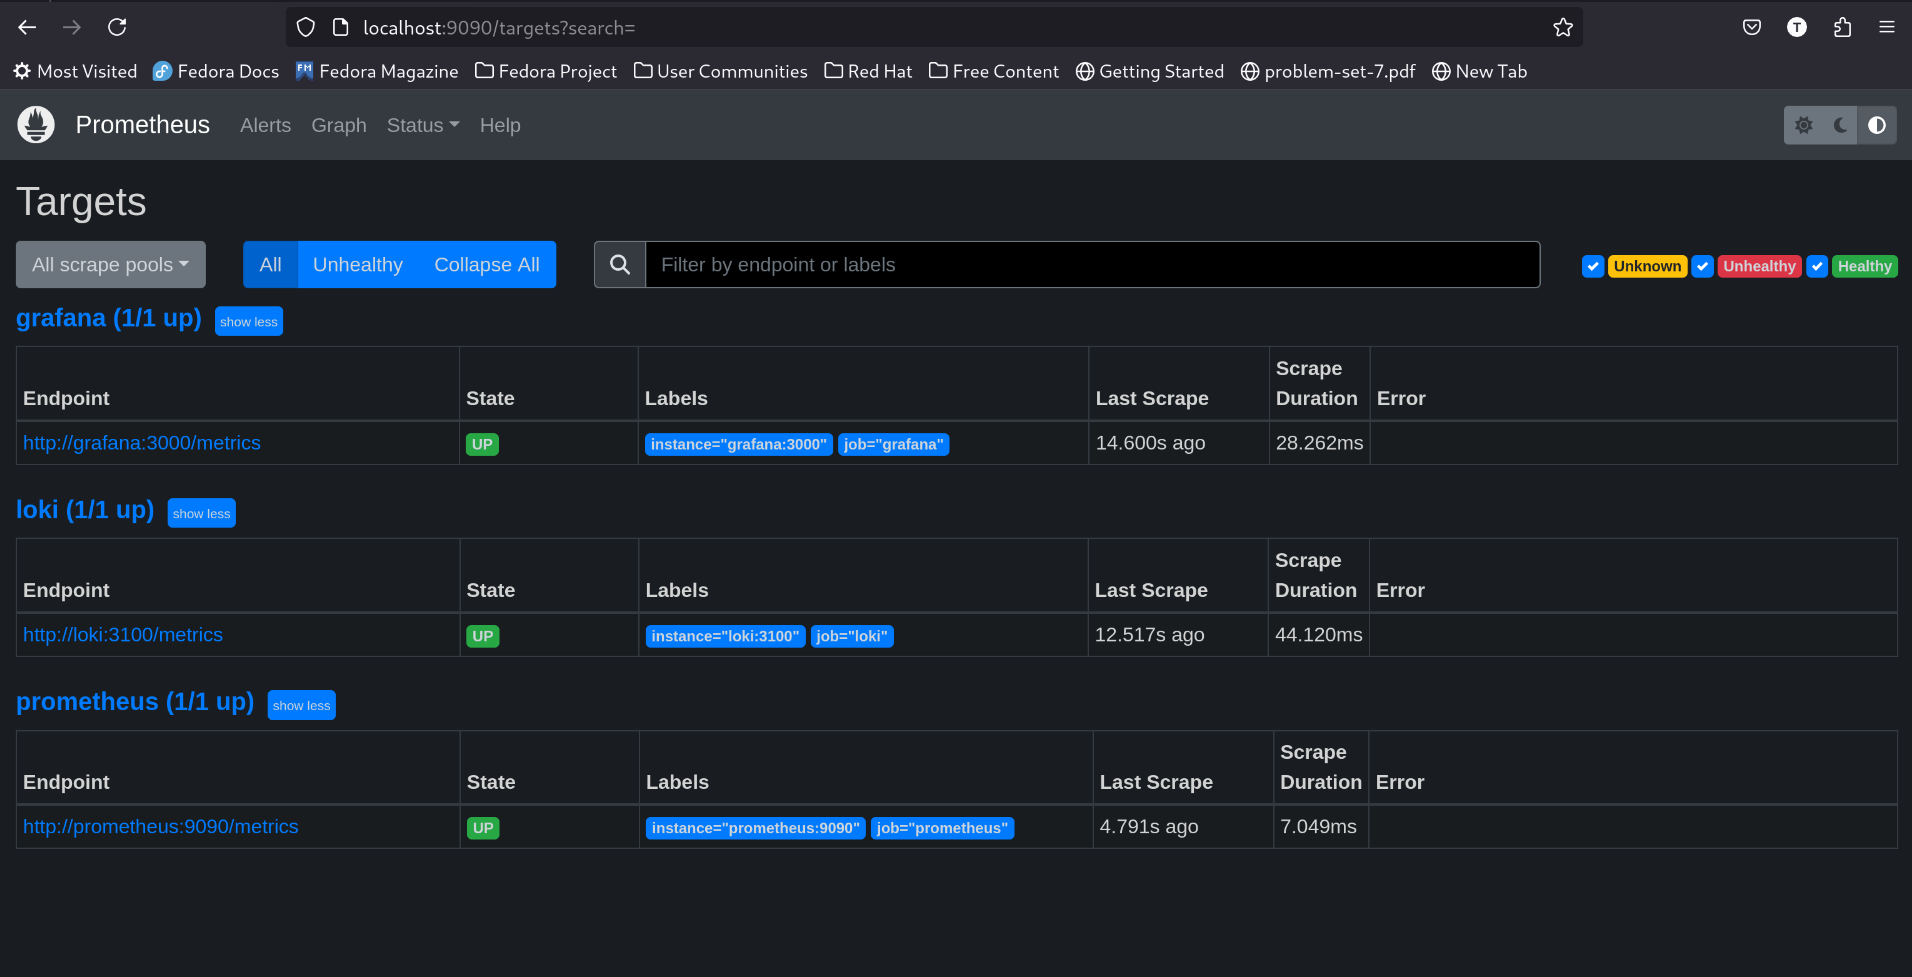 localhost:9090/targets?search=
T
Most Visited Fedora Docs FM Fedora Magazine Fedora Project User Communities Red Hat Free Content Getting Started problem-set-7.pdf New Tab
Prometheus Alerts Graph Status Help
Targets
All scrape pools All Unhealthy Collapse All Filter by endpoint or labels Unknown Unhealthy Healthy
grafana (1/1 up) show less
Endpoint State Labels Last Scrape Scrape Duration Error
http://grafana:3000/metrics UP instance="grafana:3000" job="grafana" 14.600s ago 28.262ms
loki (1/1 up) show less
Endpoint State Labels Last Scrape Scrape Duration Error
http://loki:3100/metrics UP instance="loki:3100" job="loki" 12.517s ago 44.120ms
prometheus (1/1 up) show less
Endpoint State Labels Last Scrape Scrape Duration Error
http://prometheus:9090/metrics UP instance="prometheus:9090" job="prometheus" 4.791s ago 7.049ms